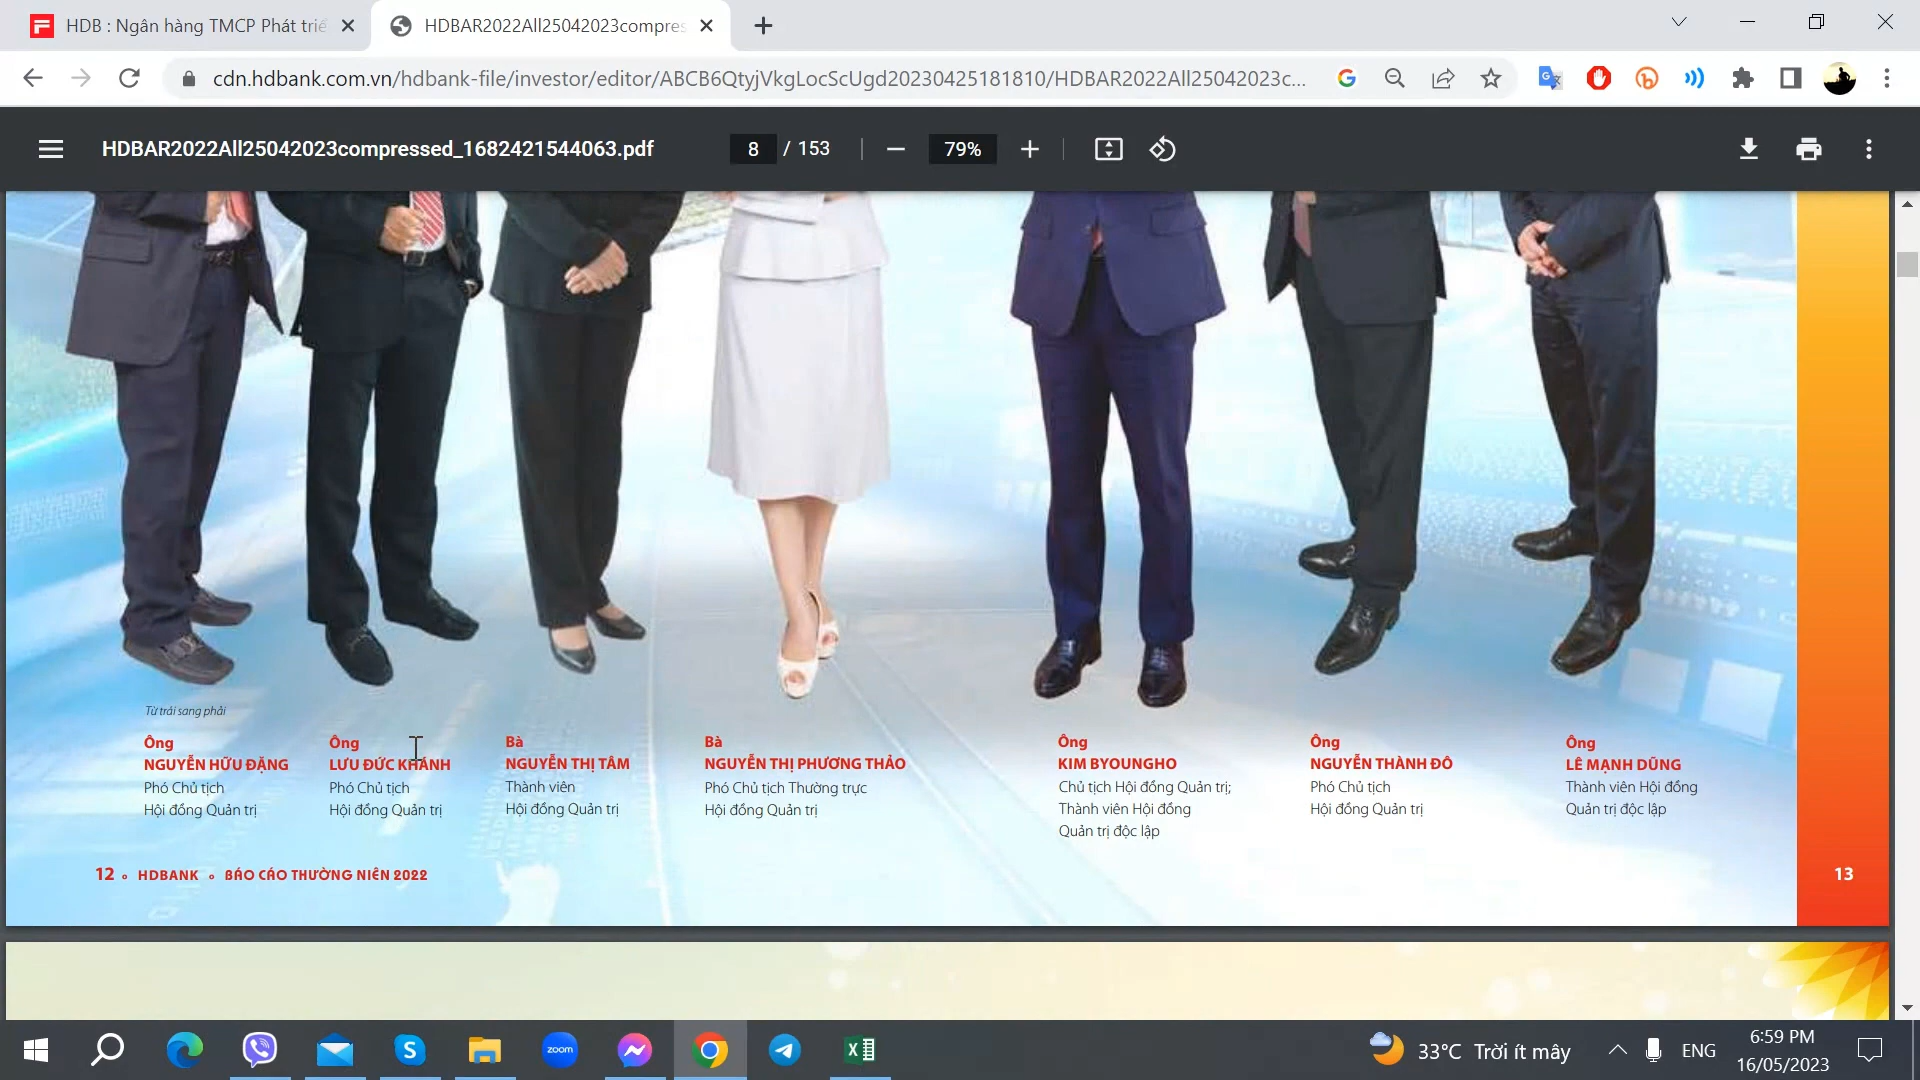 HDB : Ngân hàng TMCP Phát triể
HDBAR2022All25042023compres
cdn.hdbank.com.vn/hdbank-file/investor/editor/ABCB6QtyjVkgLocScUgd20230425181810/HDBAR2022All25042023c...
HDBAR2022All25042023compressed_1682421544063.pdf
8 / 153
79%
Từ trái sang phải
Ông
NGUYỄN HỮU ĐẶNG
Phó Chủ tịch
Hội đồng Quản trị
Ông
LƯU ĐỨC KHÁNH
Phó Chủ tịch
Hội đồng Quản trị
Bà
NGUYỄN THỊ TÂM
Thành viên
Hội đồng Quản trị
Bà
NGUYỄN THỊ PHƯƠNG THẢO
Phó Chủ tịch Thường trực
Hội đồng Quản trị
Ông
KIM BYOUNGHO
Chủ tịch Hội đồng Quản trị;
Thành viên Hội đồng
Quản trị độc lập
Ông
NGUYỄN THÀNH ĐÔ
Phó Chủ tịch
Hội đồng Quản trị
Ông
LÊ MẠNH DŨNG
Thành viên Hội đồng
Quản trị độc lập
12 • HDBANK • BÁO CÁO THƯỜNG NIÊN 2022
13
zoom
33°C Trời ít mây
ENG
6:59 PM
16/05/2023